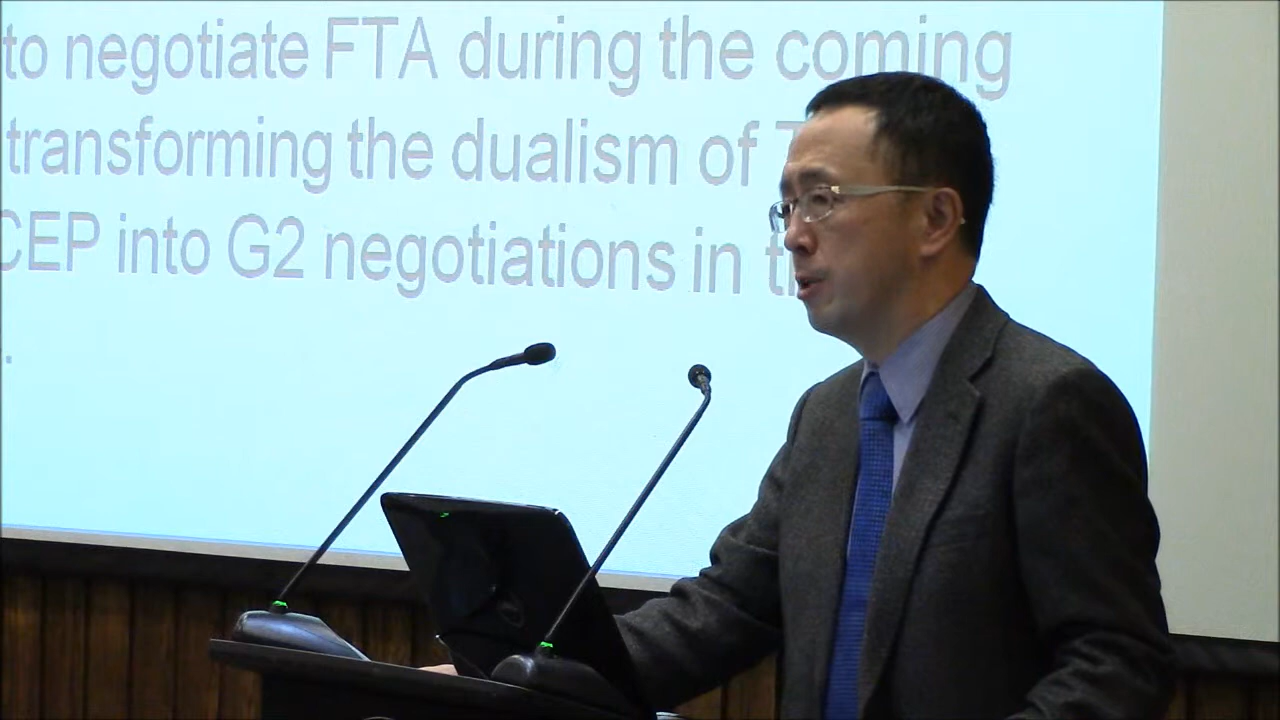 to negotiate FTA during the coming
transforming the dualism of
CEP into G2 negotiations in